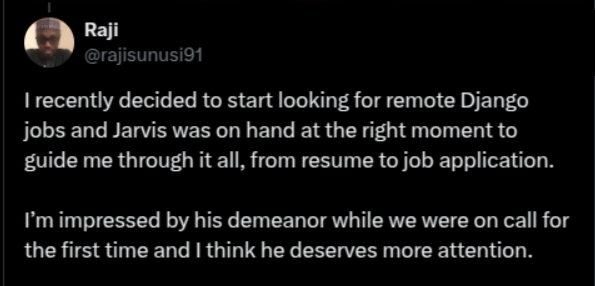 Raji
@rajisunusi91
I recently decided to start looking for remote Django
jobs and Jarvis was on hand at the right moment to
guide me through it all, from resume to job application.
I’m impressed by his demeanor while we were on call for
the first time and I think he deserves more attention.